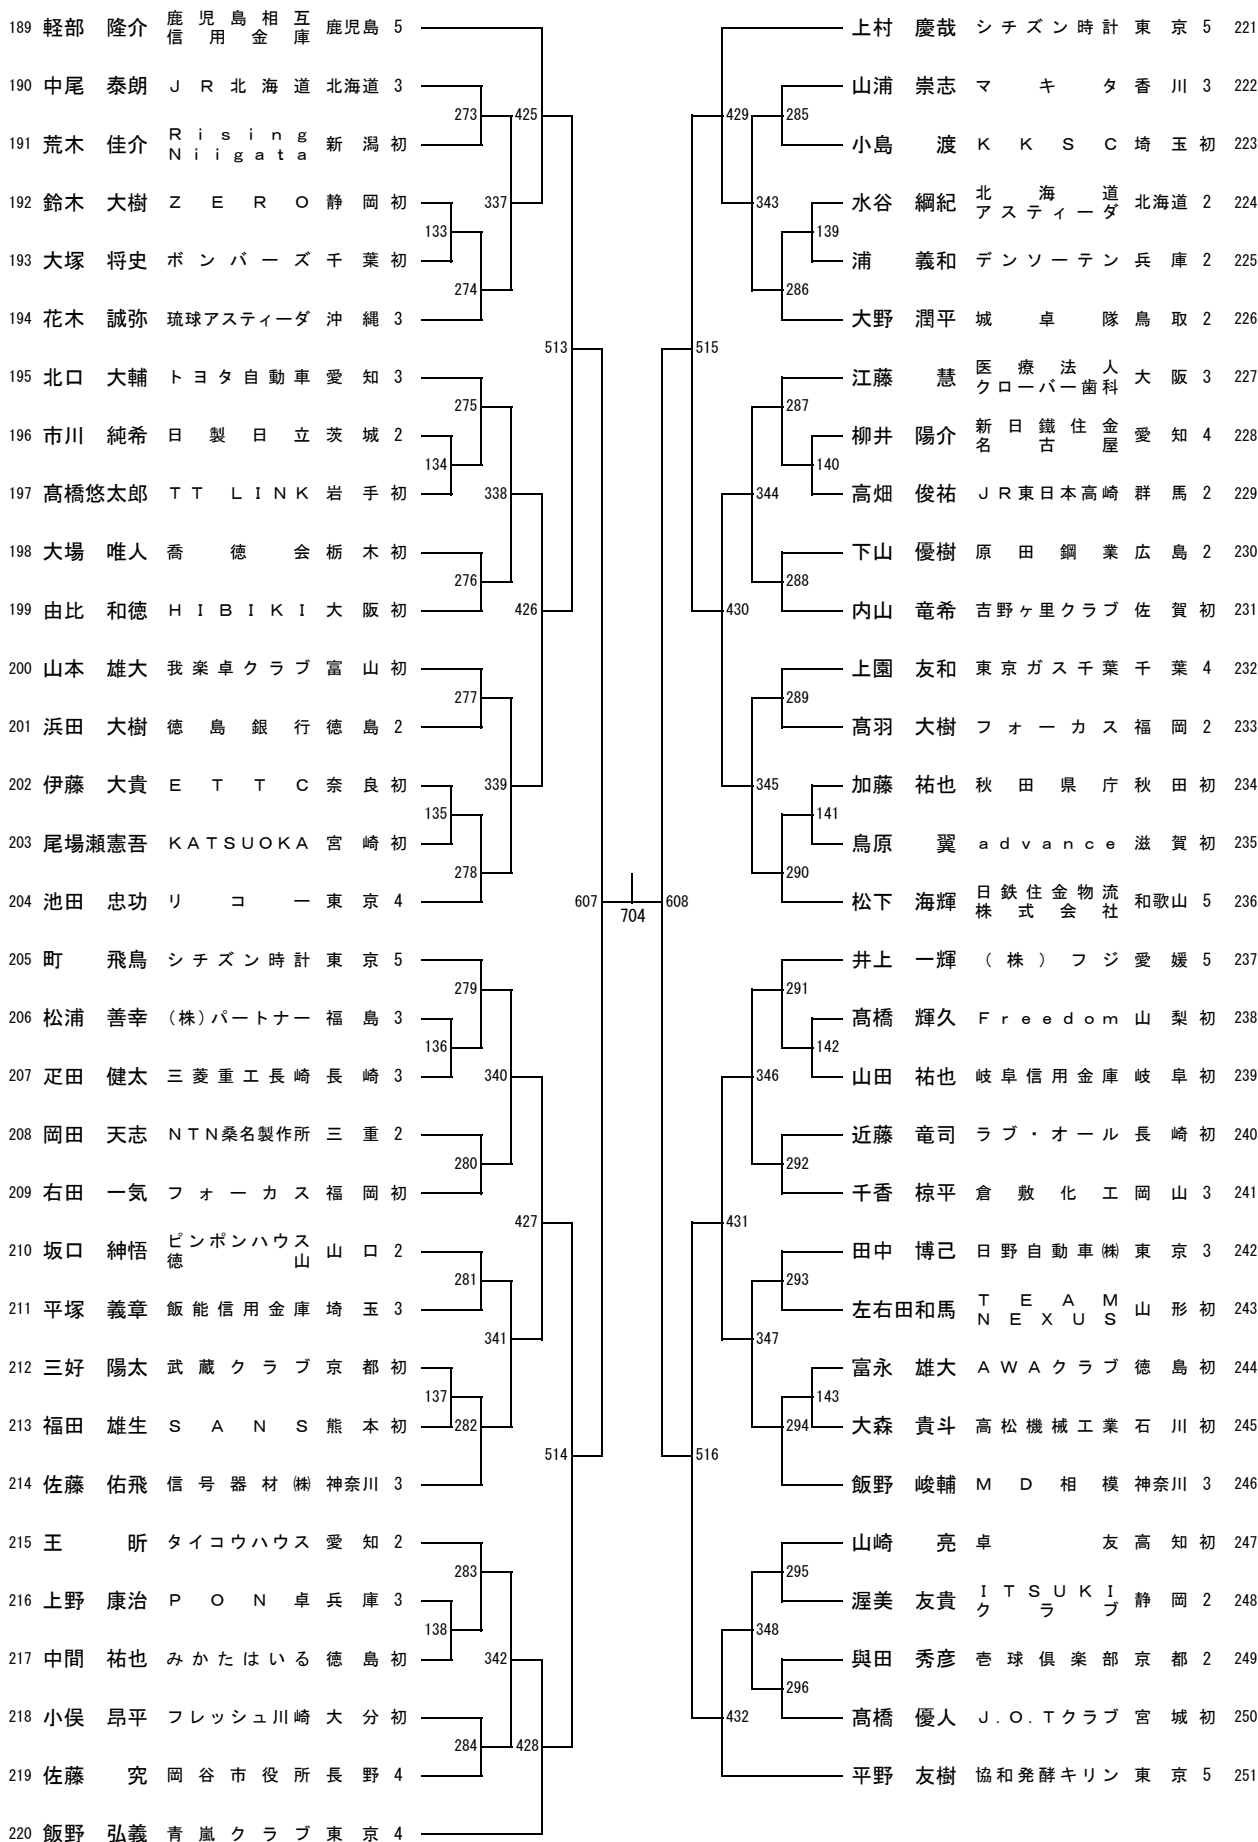 189 軽部 隆介 鹿児島相互信用金庫 鹿児島 5
190 中尾 泰朗 JR北海道 北海道 3
191 荒木 佳介 Rising Niigata 新潟 初
192 鈴木 大樹 ZERO 静岡 初
193 大塚 将史 ボンバーズ 千葉 初
194 花木 誠弥 琉球アスティーダ 沖縄 3
195 北口 大輔 トヨタ自動車 愛知 3
196 市川 純希 日製日立 茨城 2
197 髙橋悠太郎 TT LINK 岩手 初
198 大場 唯人 喬徳会 栃木 初
199 由比 和徳 HIBIKI 大阪 初
200 山本 雄大 我楽卓クラブ 富山 初
201 浜田 大樹 徳島銀行 徳島 2
202 伊藤 大貴 ETTC 奈良 初
203 尾場瀬憲吾 KATSUOKA 宮崎 初
204 池田 忠功 リコー 東京 4
205 町 飛鳥 シチズン時計 東京 5
206 松浦 善幸 (株)パートナー 福島 3
207 疋田 健太 三菱重工長崎 長崎 3
208 岡田 天志 NTN桑名製作所 三重 2
209 右田 一気 フォーカス 福岡 初
210 坂口 紳悟 ピンポンハウス徳山 山口 2
211 平塚 義章 飯能信用金庫 埼玉 3
212 三好 陽太 武蔵クラブ 京都 初
213 福田 雄生 SANS 熊本 初
214 佐藤 佑飛 信号器材㈱ 神奈川 3
215 王 昕 タイコウハウス 愛知 2
216 上野 康治 PON卓 兵庫 3
217 中間 祐也 みかたはいる 徳島 初
218 小俣 昂平 フレッシュ川崎 大分 初
219 佐藤 究 岡谷市役所 長野 4
220 飯野 弘義 青嵐クラブ 東京 4
273
425
133
337
274
513
275
134
338
276
426
277
135
339
278
607
704
608
279
136
340
280
427
281
341
137
282
514
283
138
342
284
428
429
285
343
139
286
515
287
140
344
288
430
289
345
141
290
291
142
346
292
431
293
347
143
294
516
295
348
296
432
上村 慶哉 シチズン時計 東京 5 221
山浦 崇志 マキタ 香川 3 222
小島 渡 KKSC 埼玉 初 223
水谷 綱紀 北海道アスティーダ 北海道 2 224
浦 義和 デンソーテン 兵庫 2 225
大野 潤平 城卓隊 鳥取 2 226
江藤 慧 医療法人クローバー歯科 大阪 3 227
柳井 陽介 新日鐵住金名古屋 愛知 4 228
高畑 俊祐 JR東日本高崎 群馬 2 229
下山 優樹 原田鋼業 広島 2 230
内山 竜希 吉野ヶ里クラブ 佐賀 初 231
上園 友和 東京ガス千葉 千葉 4 232
髙羽 大樹 フォーカス 福岡 2 233
加藤 祐也 秋田県庁 秋田 初 234
鳥原 翼 advance 滋賀 初 235
松下 海輝 日鉄住金物流株式会社 和歌山 5 236
井上 一輝 (株)フジ 愛媛 5 237
髙橋 輝久 Freedom 山梨 初 238
山田 祐也 岐阜信用金庫 岐阜 初 239
近藤 竜司 ラブ・オール 長崎 初 240
千香 椋平 倉敷化工 岡山 3 241
田中 博己 日野自動車㈱ 東京 3 242
左右田和馬 TEAM NEXUS 山形 初 243
富永 雄大 AWAクラブ 徳島 初 244
大森 貴斗 高松機械工業 石川 初 245
飯野 峻輔 MD相模 神奈川 3 246
山崎 亮 卓友 高知 初 247
渥美 友貴 ITSUKIクラブ 静岡 2 248
與田 秀彦 壱球倶楽部 京都 2 249
髙橋 優人 J.O.Tクラブ 宮城 初 250
平野 友樹 協和発酵キリン 東京 5 251